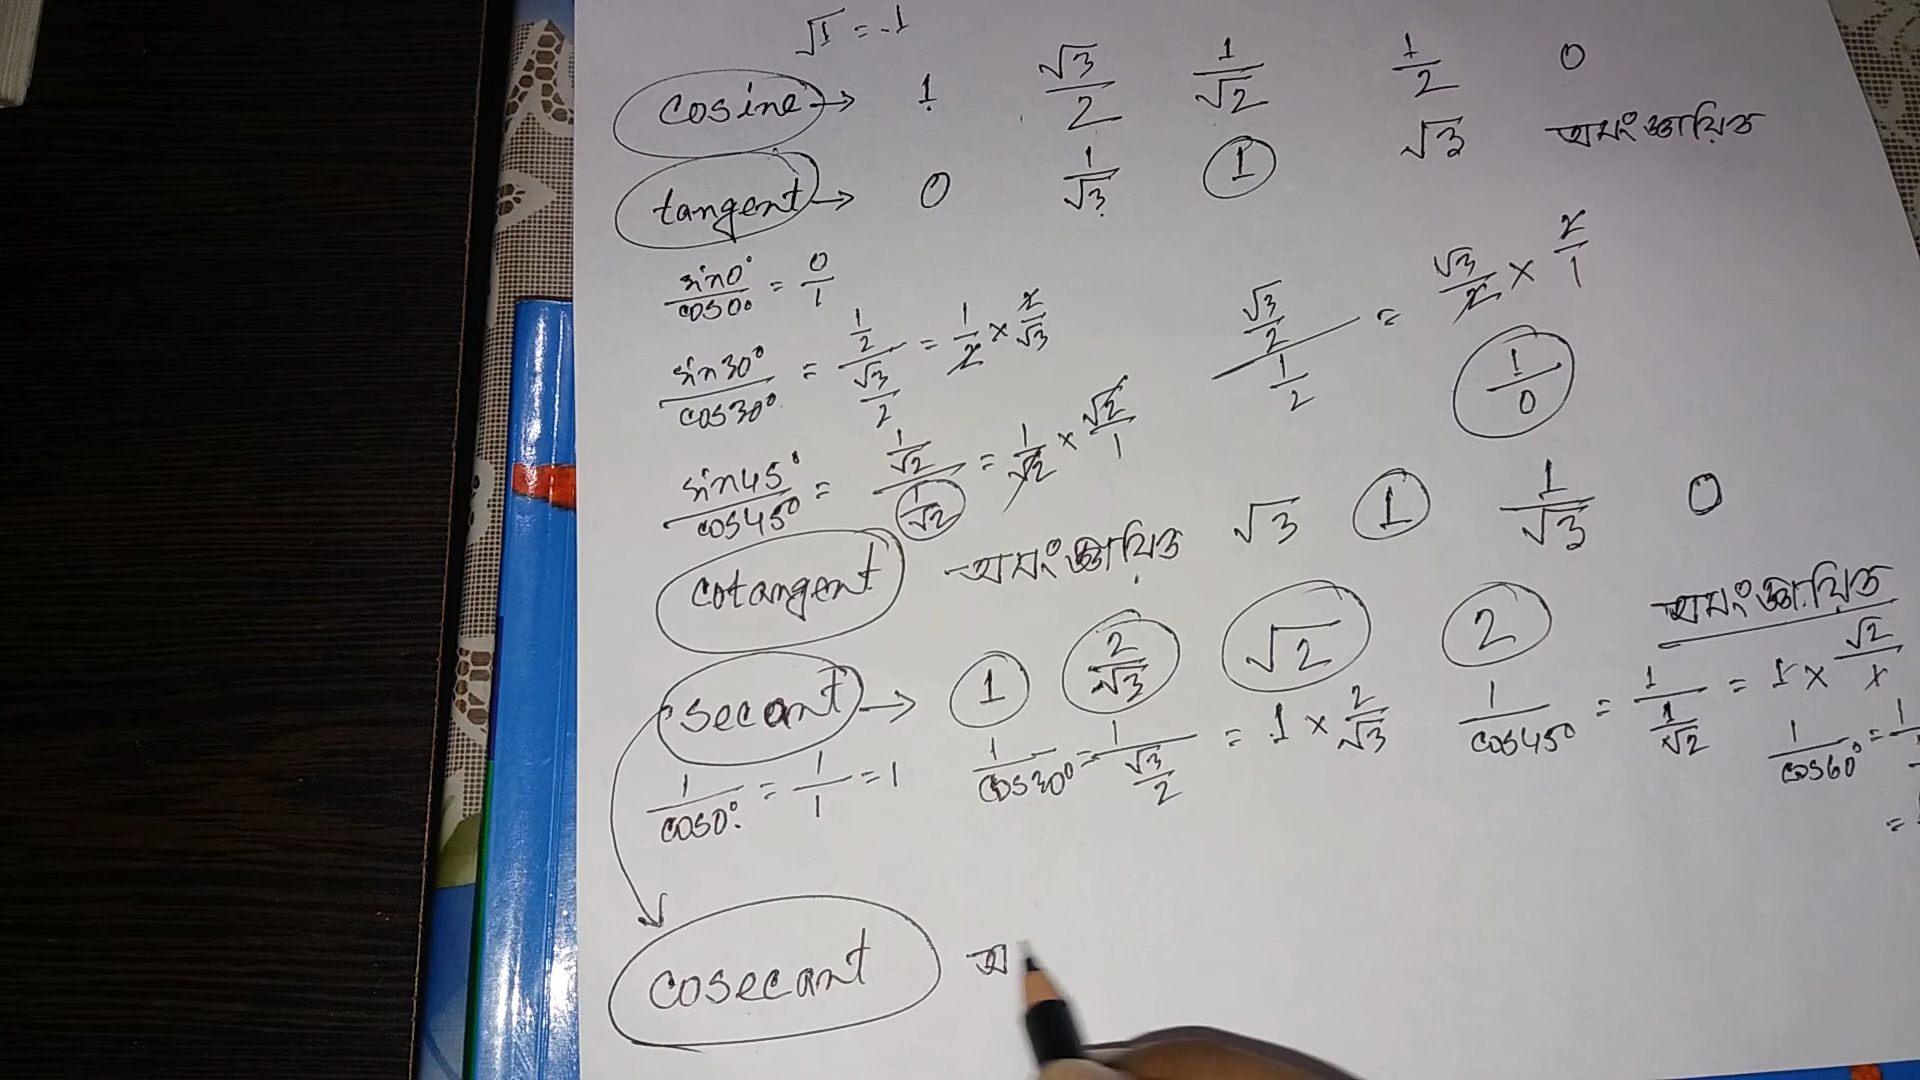 √1 = 1
cosine → 1 √3/2 1/√2 1/2 0
tangent → 0 1/√3 1 √3 অসংজ্ঞায়িত
sin0°/cos0° = 0/1
sin30°/cos30° = (1/2)/(√3/2) = 1/2 × 2/√3
(√3/2)/(1/2) = √3/2 × 2/1
1/0
sin45°/cos45° = (1/√2)/(1/√2) = 1/√2 × √2/1
cotangent অসংজ্ঞায়িত √3 1 1/√3 0
secant → 1 2/√3 √2 2 অসংজ্ঞায়িত
1/cos0° = 1/1 = 1
1/cos30° = 1/(√3/2) = 1 × 2/√3
1/cos45° = 1/(1/√2) = 1 × √2/1
1/cos60° = 1/
=
cosecant অ